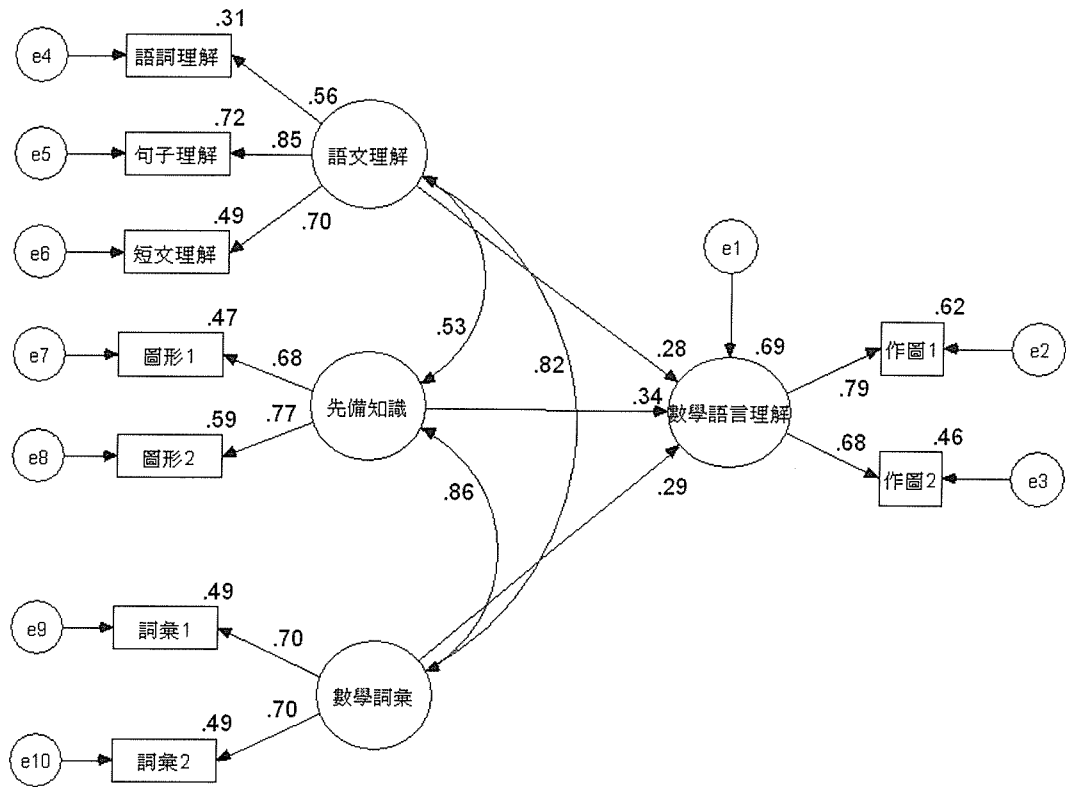 .31
e4
語詞理解
.56
.72
.85
e5
句子理解
語文理解
.49
.70
e6
短文理解
e1
.47
.53
.62
e7
圖形1
.68
.82
.28
.69
作圖1
e2
先備知識
.34
數學語言理解
.79
.59
.77
e8
圖形2
.68
.46
.86
.29
作圖2
e3
.49
e9
詞彙1
.70
數學詞彙
.49
.70
e10
詞彙2